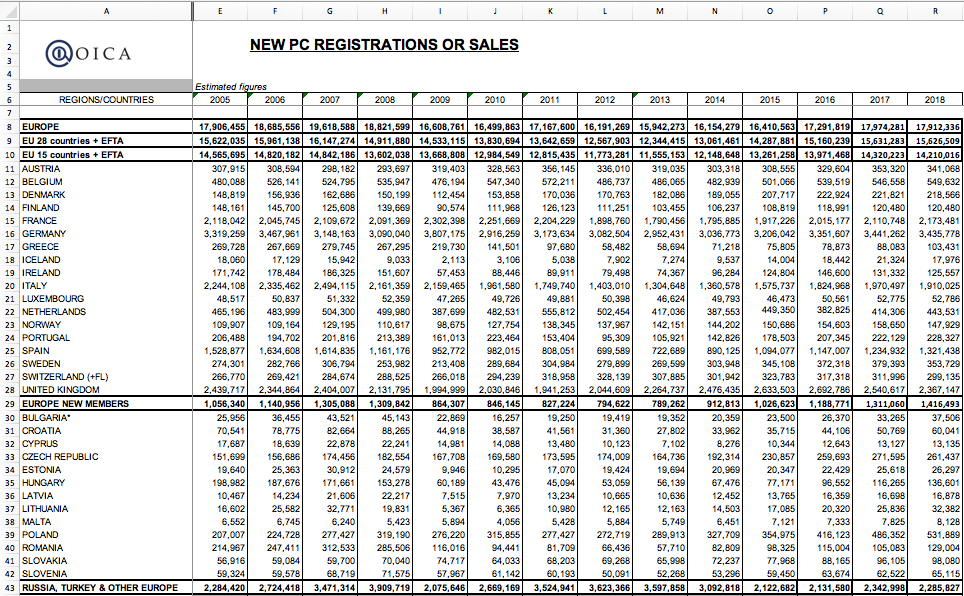 A E F G H I J K L M N O P Q R
1
2 OICA NEW PC REGISTRATIONS OR SALES
3
4
5 Estimated figures
6 REGIONS/COUNTRIES 2005 2006 2007 2008 2009 2010 2011 2012 2013 2014 2015 2016 2017 2018
7
8 EUROPE 17,906,455 18,685,556 19,618,588 18,821,599 16,608,761 16,499,863 17,167,600 16,191,269 15,942,273 16,154,279 16,410,563 17,291,819 17,974,281 17,912,336
9 EU 28 countries + EFTA 15,622,035 15,961,138 16,147,274 14,911,880 14,533,115 13,830,694 13,642,659 12,567,903 12,344,415 13,061,461 14,287,881 15,160,239 15,631,283 15,626,509
10 EU 15 countries + EFTA 14,565,695 14,820,182 14,842,186 13,602,038 13,668,808 12,984,549 12,815,435 11,773,281 11,555,153 12,148,648 13,261,258 13,971,468 14,320,223 14,210,016
11 AUSTRIA 307,915 308,594 298,182 293,697 319,403 328,563 356,145 336,010 319,035 303,318 308,555 329,604 353,320 341,068
12 BELGIUM 480,088 526,141 524,795 535,947 476,194 547,340 572,211 486,737 486,065 482,939 501,066 539,519 546,558 549,632
13 DENMARK 148,819 156,936 162,686 150,199 112,454 153,858 170,036 170,763 182,086 189,055 207,717 222,924 221,821 218,566
14 FINLAND 148,161 145,700 125,608 139,669 90,574 111,968 126,123 111,251 103,455 106,237 108,819 118,991 120,480 120,480
15 FRANCE 2,118,042 2,045,745 2,109,672 2,091,369 2,302,398 2,251,669 2,204,229 1,898,760 1,790,456 1,795,885 1,917,226 2,015,177 2,110,748 2,173,481
16 GERMANY 3,319,259 3,467,961 3,148,163 3,090,040 3,807,175 2,916,259 3,173,634 3,082,504 2,952,431 3,036,773 3,206,042 3,351,607 3,441,262 3,435,778
17 GREECE 269,728 267,669 279,745 267,295 219,730 141,501 97,680 58,482 58,694 71,218 75,805 78,873 88,083 103,431
18 ICELAND 18,060 17,129 15,942 9,033 2,113 3,106 5,038 7,902 7,274 9,537 14,004 18,442 21,324 17,976
19 IRELAND 171,742 178,484 186,325 151,607 57,453 88,446 89,911 79,498 74,367 96,284 124,804 146,600 131,332 125,557
20 ITALY 2,244,108 2,335,462 2,494,115 2,161,359 2,159,465 1,961,580 1,749,740 1,403,010 1,304,648 1,360,578 1,575,737 1,824,968 1,970,497 1,910,025
21 LUXEMBOURG 48,517 50,837 51,332 52,359 47,265 49,726 49,881 50,398 46,624 49,793 46,473 50,561 52,775 52,786
22 NETHERLANDS 465,196 483,999 504,300 499,980 387,699 482,531 555,812 502,454 417,036 387,553 449,350 382,825 414,306 443,531
23 NORWAY 109,907 109,164 129,195 110,617 98,675 127,754 138,345 137,967 142,151 144,202 150,686 154,603 158,650 147,929
24 PORTUGAL 206,488 194,702 201,816 213,389 161,013 223,464 153,404 95,309 105,921 142,826 178,503 207,345 222,129 228,327
25 SPAIN 1,528,877 1,634,608 1,614,835 1,161,176 952,772 982,015 808,051 699,589 722,689 890,125 1,094,077 1,147,007 1,234,932 1,321,438
26 SWEDEN 274,301 282,766 306,794 253,982 213,408 289,684 304,984 279,899 269,599 303,948 345,108 372,318 379,393 353,729
27 SWITZERLAND (+FL) 266,770 269,421 284,674 288,525 266,018 294,239 318,958 328,139 307,885 301,942 323,783 317,318 311,996 299,135
28 UNITED KINGDOM 2,439,717 2,344,864 2,404,007 2,131,795 1,994,999 2,030,846 1,941,253 2,044,609 2,264,737 2,476,435 2,633,503 2,692,786 2,540,617 2,367,147
29 EUROPE NEW MEMBERS 1,056,340 1,140,956 1,305,088 1,309,842 864,307 846,145 827,224 794,622 789,262 912,813 1,026,623 1,188,771 1,311,060 1,416,493
30 BULGARIA* 25,956 36,455 43,521 45,143 22,869 16,257 19,250 19,419 19,352 20,359 23,500 26,370 33,265 37,506
31 CROATIA 70,541 78,775 82,664 88,265 44,918 38,587 41,561 31,360 27,802 33,962 35,715 44,106 50,769 60,041
32 CYPRUS 17,687 18,639 22,878 22,241 14,981 14,088 13,480 10,123 7,102 8,276 10,344 12,643 13,127 13,135
33 CZECH REPUBLIC 151,699 156,686 174,456 182,554 167,708 169,580 173,595 174,009 164,736 192,314 230,857 259,693 271,595 261,437
34 ESTONIA 19,640 25,363 30,912 24,579 9,946 10,295 17,070 19,424 19,694 20,969 20,347 22,429 25,618 26,297
35 HUNGARY 198,982 187,676 171,661 153,278 60,189 43,476 45,094 53,059 56,139 67,476 77,171 96,552 116,265 136,601
36 LATVIA 10,467 14,234 21,606 22,217 7,515 7,970 13,234 10,665 10,636 12,452 13,765 16,359 16,698 16,878
37 LITHUANIA 16,602 25,582 32,771 19,831 5,367 6,365 10,980 12,165 12,163 14,503 17,085 20,320 25,836 32,382
38 MALTA 6,552 6,745 6,240 5,423 5,894 4,056 5,428 5,884 5,749 6,451 7,121 7,333 7,825 8,128
39 POLAND 207,007 224,728 277,427 319,190 276,220 315,855 277,427 272,719 289,913 327,709 354,975 416,123 486,352 531,889
40 ROMANIA 214,967 247,411 312,533 285,506 116,016 94,441 81,709 66,436 57,710 82,809 98,325 115,004 105,083 129,004
41 SLOVAKIA 56,916 59,084 59,700 70,040 74,717 64,033 68,203 69,268 65,998 72,237 77,968 88,165 96,105 98,080
42 SLOVENIA 59,324 59,578 68,719 71,575 57,967 61,142 60,193 50,091 52,268 53,296 59,450 63,674 62,522 65,115
43 RUSSIA, TURKEY & OTHER EUROPE 2,284,420 2,724,418 3,471,314 3,909,719 2,075,646 2,669,169 3,524,941 3,623,366 3,597,858 3,092,818 2,122,682 2,131,580 2,342,998 2,285,827